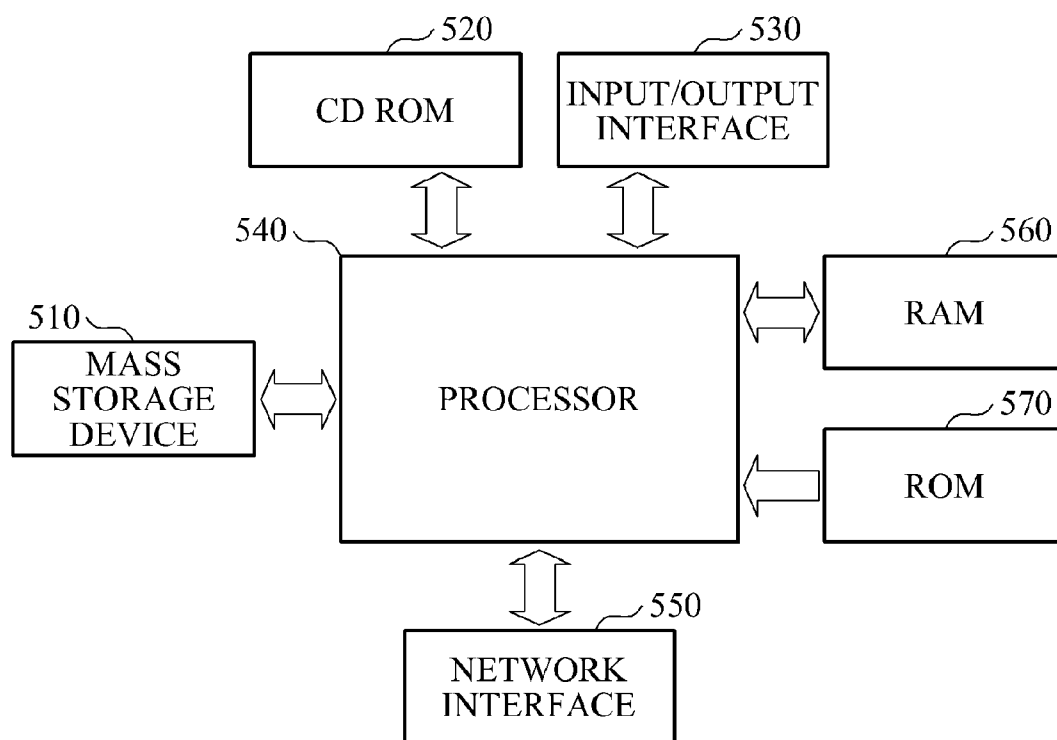 520
530
CD ROM
INPUT/OUTPUT
INTERFACE
540
560
510
RAM
MASS
STORAGE
DEVICE
PROCESSOR
570
ROM
550
NETWORK
INTERFACE